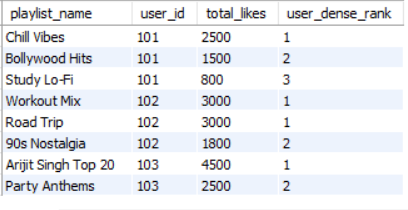 playlist_name user_id total_likes user_dense_rank
Chill Vibes 101 2500 1
Bollywood Hits 101 1500 2
Study Lo-Fi 101 800 3
Workout Mix 102 3000 1
Road Trip 102 3000 1
90s Nostalgia 102 1800 2
Arijit Singh Top 20 103 4500 1
Party Anthems 103 2500 2